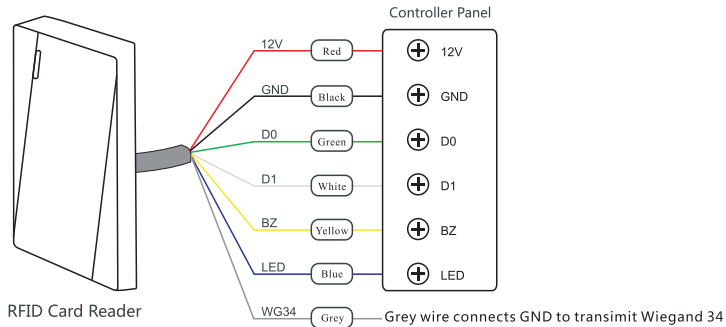 Controller Panel
12V Red 12V
GND Black GND
D0 Green D0
D1 White D1
BZ Yellow BZ
LED Blue LED
WG34 Grey Grey wire connects GND to transimit Wiegand 34
RFID Card Reader